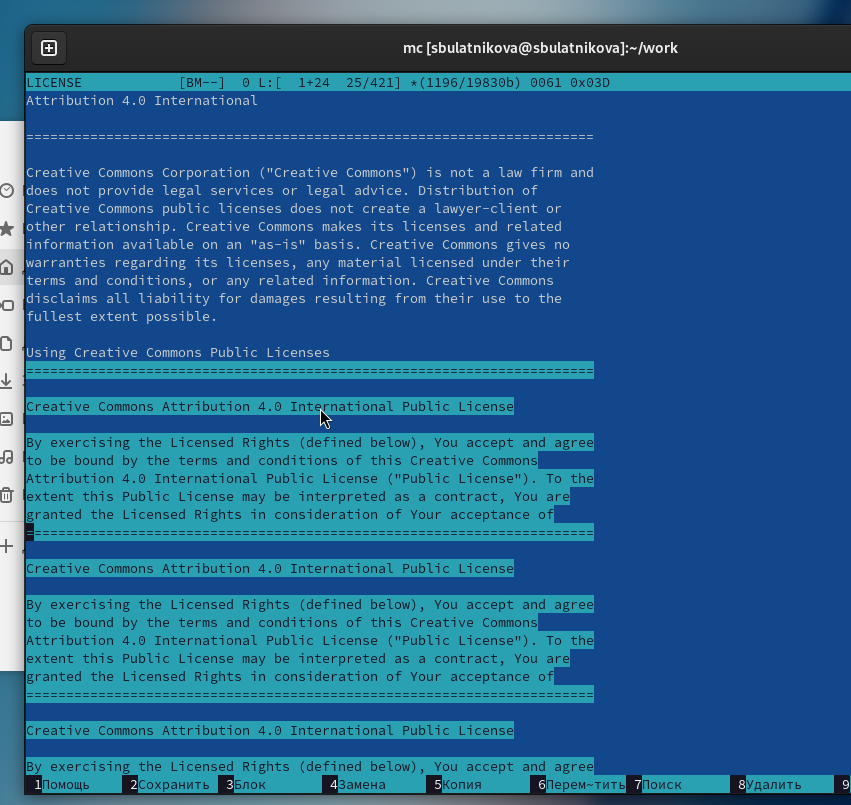 mc [sbulatnikova@sbulatnikova]:~/work
LICENSE [BM--] 0 L:[ 1+24 25/421] *(1196/19830b) 0061 0x03D
Attribution 4.0 International
=======================================================================
Creative Commons Corporation ("Creative Commons") is not a law firm and
does not provide legal services or legal advice. Distribution of
Creative Commons public licenses does not create a lawyer-client or
other relationship. Creative Commons makes its licenses and related
information available on an "as-is" basis. Creative Commons gives no
warranties regarding its licenses, any material licensed under their
terms and conditions, or any related information. Creative Commons
disclaims all liability for damages resulting from their use to the
fullest extent possible.
Using Creative Commons Public Licenses
=======================================================================
Creative Commons Attribution 4.0 International Public License
By exercising the Licensed Rights (defined below), You accept and agree
to be bound by the terms and conditions of this Creative Commons
Attribution 4.0 International Public License ("Public License"). To the
extent this Public License may be interpreted as a contract, You are
granted the Licensed Rights in consideration of Your acceptance of
=======================================================================
Creative Commons Attribution 4.0 International Public License
By exercising the Licensed Rights (defined below), You accept and agree
to be bound by the terms and conditions of this Creative Commons
Attribution 4.0 International Public License ("Public License"). To the
extent this Public License may be interpreted as a contract, You are
granted the Licensed Rights in consideration of Your acceptance of
=======================================================================
Creative Commons Attribution 4.0 International Public License
By exercising the Licensed Rights (defined below), You accept and agree
1Помощь 2Сохранить 3Блок 4Замена 5Копия 6Перем~тить 7Поиск 8Удалить 9